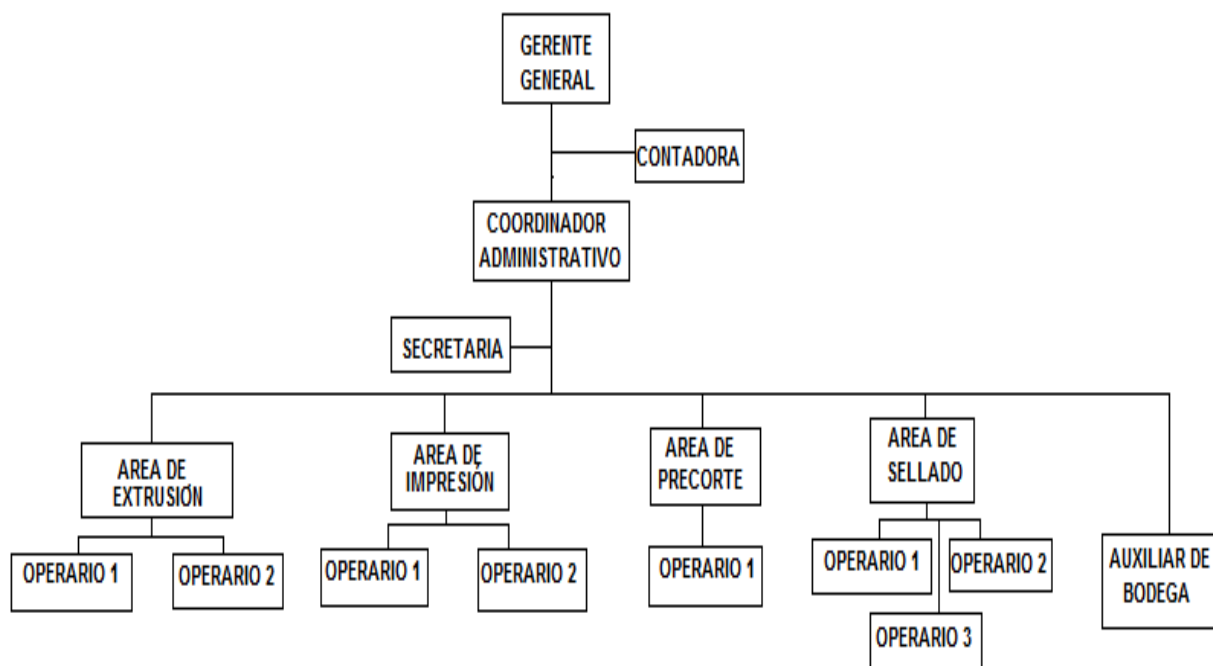 GERENTE
GENERAL
CONTADORA
COORDINADOR
ADMINISTRATIVO
SECRETARIA
AREA DE
EXTRUSIÓN
AREA DE
IMPRESIÓN
AREA DE
PRECORTE
AREA DE
SELLADO
OPERARIO 1
OPERARIO 2
OPERARIO 1
OPERARIO 2
OPERARIO 1
OPERARIO 1
OPERARIO 2
OPERARIO 3
AUXILIAR DE
BODEGA